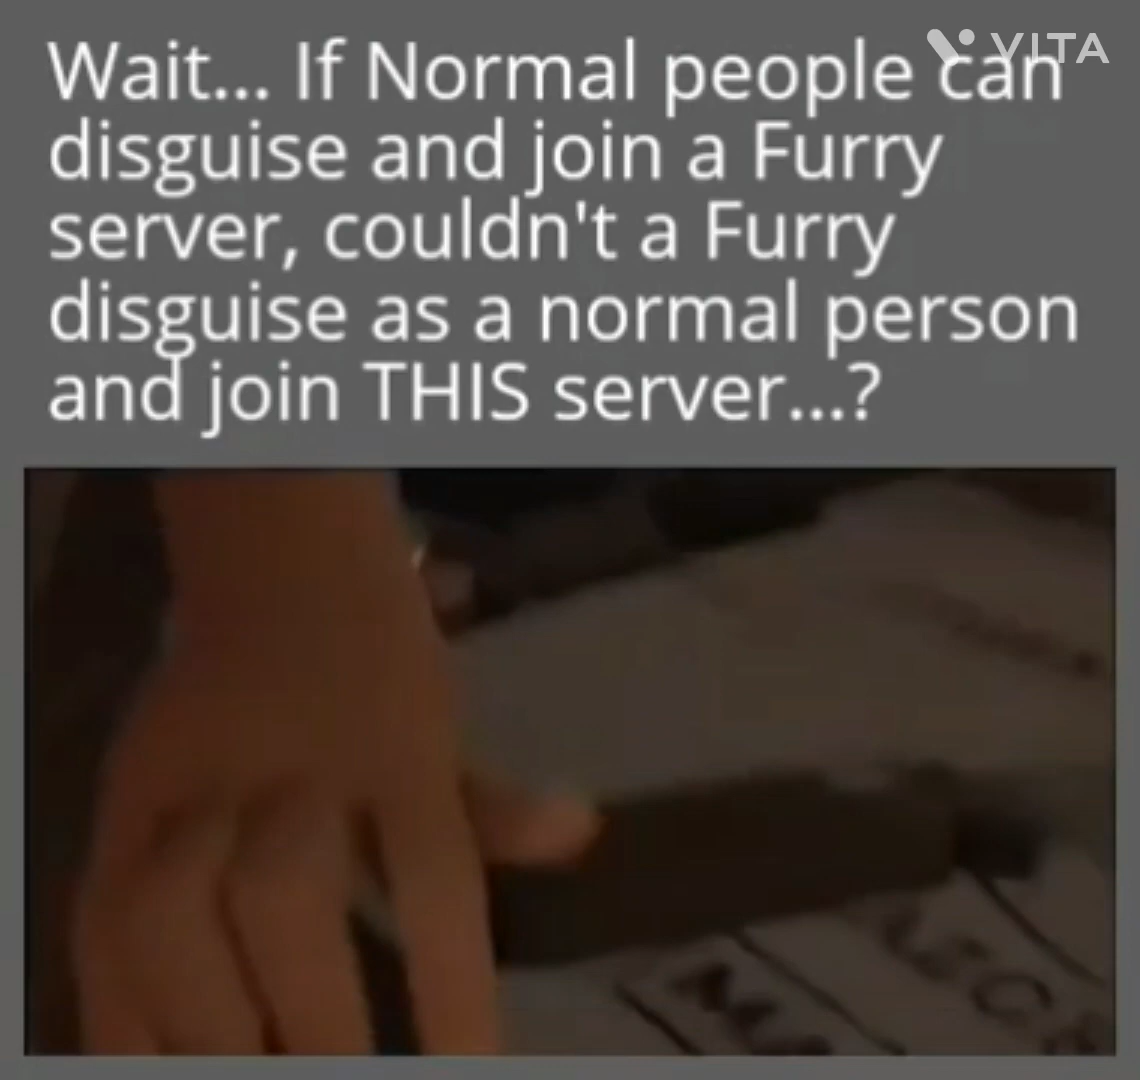 VITA
Wait... If Normal people can
disguise and join a Furry
server, couldn't a Furry
disguise as a normal person
and join THIS server...?